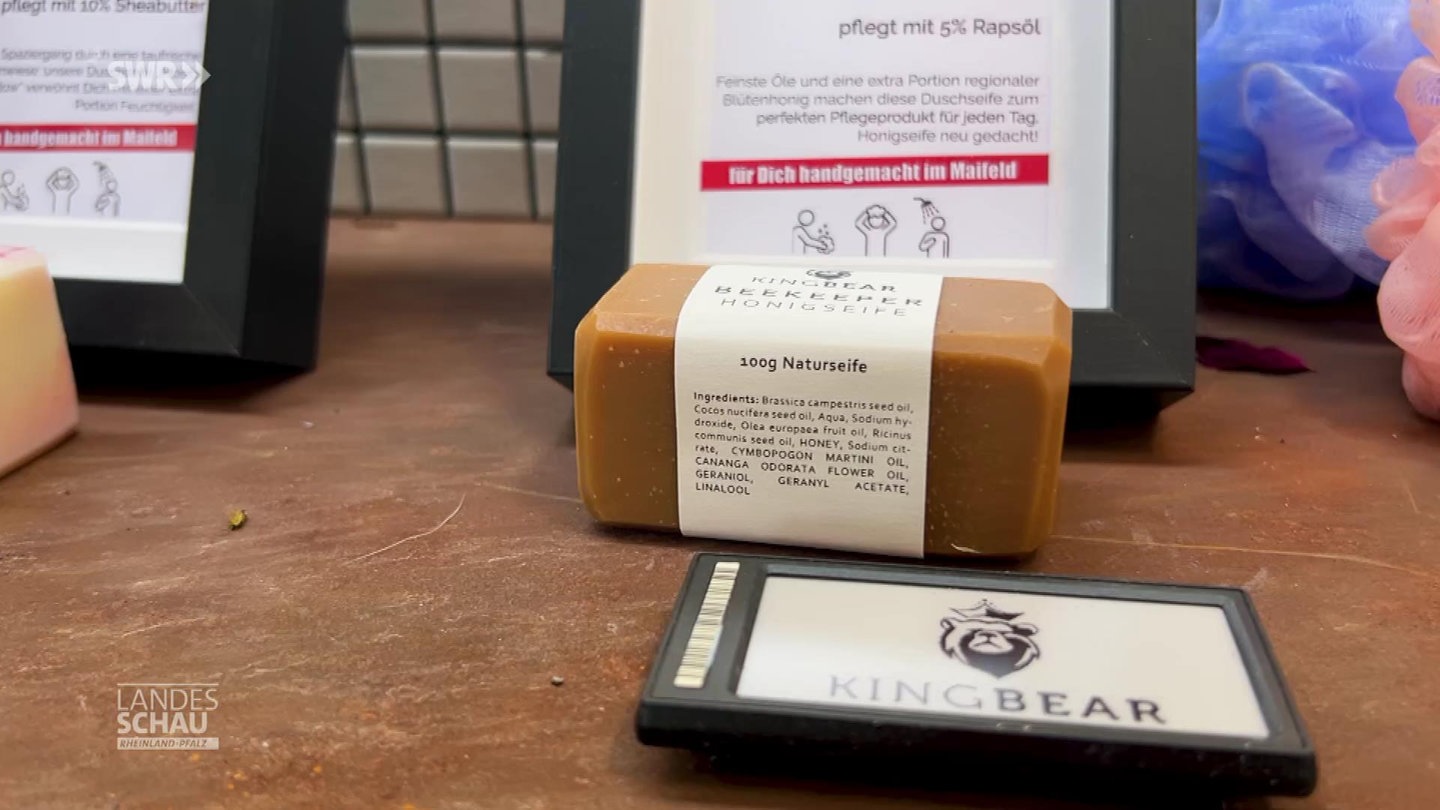 pflegt mit 10% Sheabutter
Spaziergang durch eine taufrische
verwöhnt Dich
Portion Feuchtigkeit
handgemacht im Maifeld
SWR
pflegt mit 5% Rapsöl
Feinste Öle und eine extra Portion regionaler
Blütenhonig machen diese Duschseife zum
perfekten Pflegeprodukt für jeden Tag.
Honigseife neu gedacht!
für Dich handgemacht im Maifeld
KINGBEAR
BEEKEEPER
HONIGSEIFE
100g Naturseife
Ingredients: Brassica campestris seed oil,
Cocos nucifera seed oil, Aqua, Sodium hy-
droxide, Olea europaea fruit oil, Ricinus
communis seed oil, HONEY, Sodium cit-
rate, CYMBOPOGON MARTINI OIL,
CANANGA ODORATA FLOWER OIL,
GERANIOL, GERANYL ACETATE,
LINALOOL
KINGBEAR
LANDES
SCHAU
RHEINLAND-PFALZ